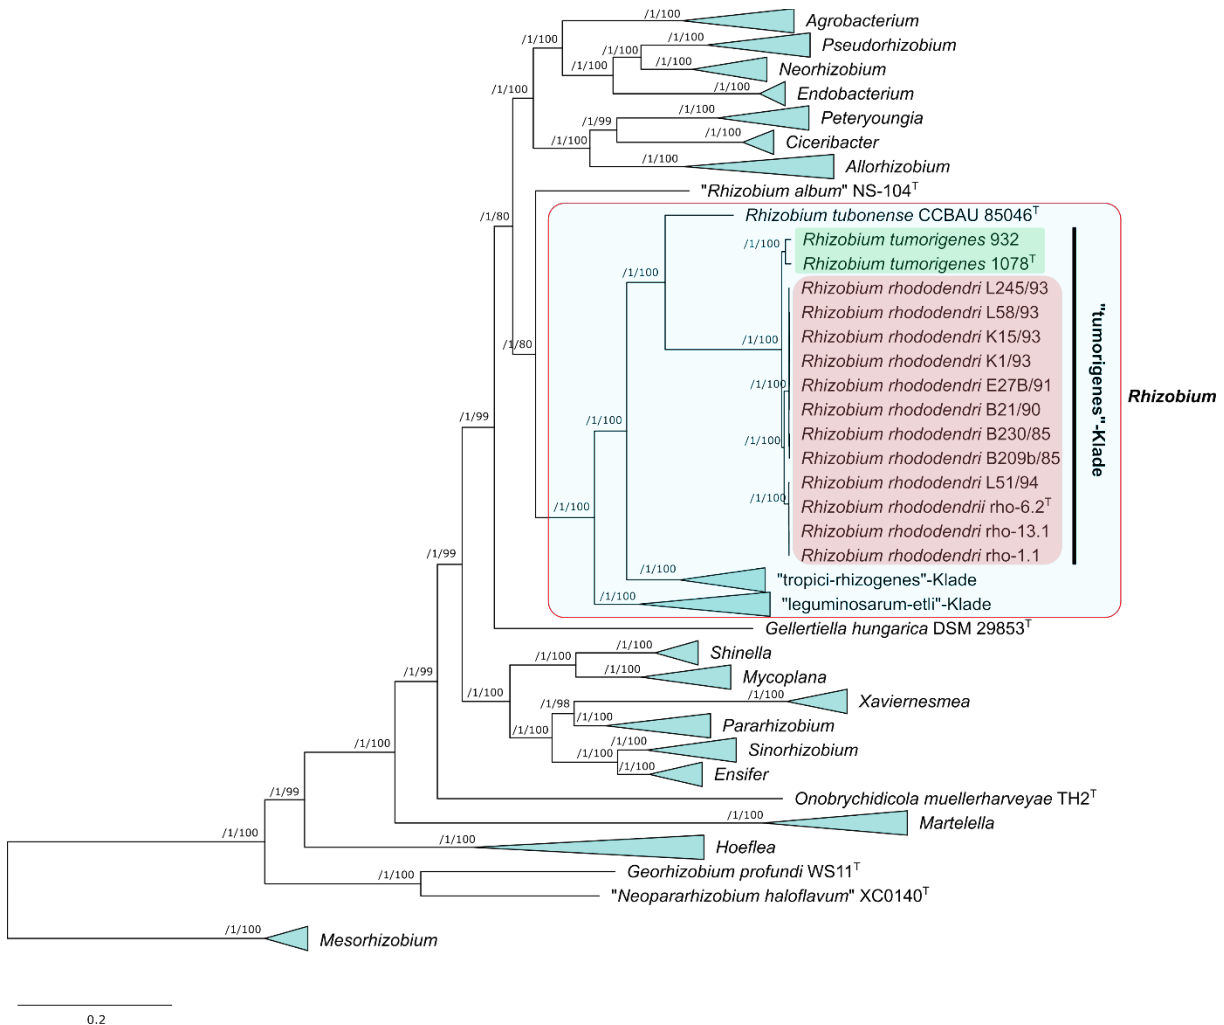 /1/100 Agrobacterium
/1/100 Pseudorhizobium
/1/100
/1/100 Neorhizobium
/1/100
/1/100 Endobacterium
/1/100
/1/100 Peteryoungia
/1/99
/1/100 Ciceribacter
/1/100
/1/100 Allorhizobium
"Rhizobium album" NS-104T
/1/80
Rhizobium tubonense CCBAU 85046T
/1/100 Rhizobium tumorigenes 932
Rhizobium tumorigenes 1078T
/1/100
Rhizobium rhododendri L245/93
Rhizobium rhododendri L58/93
Rhizobium rhododendri K15/93
/1/80
/1/100
Rhizobium rhododendri K1/93
Rhizobium rhododendri E27B/91
/1/100
Rhizobium rhododendri B21/90
/1/99
/1/100
Rhizobium rhododendri B230/85
/1/100
Rhizobium rhododendri B209b/85
Rhizobium rhododendri L51/94
/1/100
Rhizobium rhododendrii rho-6.2T
/1/100
Rhizobium rhododendri rho-13.1
Rhizobium rhododendri rho-1.1
"tumorigenes"-Klade
Rhizobium
/1/99
/1/100 "tropici-rhizogenes"-Klade
/1/100 "leguminosarum-etli"-Klade
Gellertiella hungarica DSM 29853T
/1/100 Shinella
/1/100
/1/99
/1/100 Mycoplana
/1/100
/1/100 Xaviernesmea
/1/98
/1/100 Pararhizobium
/1/100
/1/100 Sinorhizobium
/1/100
/1/100 Ensifer
/1/100
Onobrychidicola muellerharveyae TH2T
/1/99
/1/100 Martelella
/1/100
/1/100 Hoeflea
Georhizobium profundi WS11T
/1/100
"Neopararhizobium haloflavum" XC0140T
/1/100 Mesorhizobium
0.2